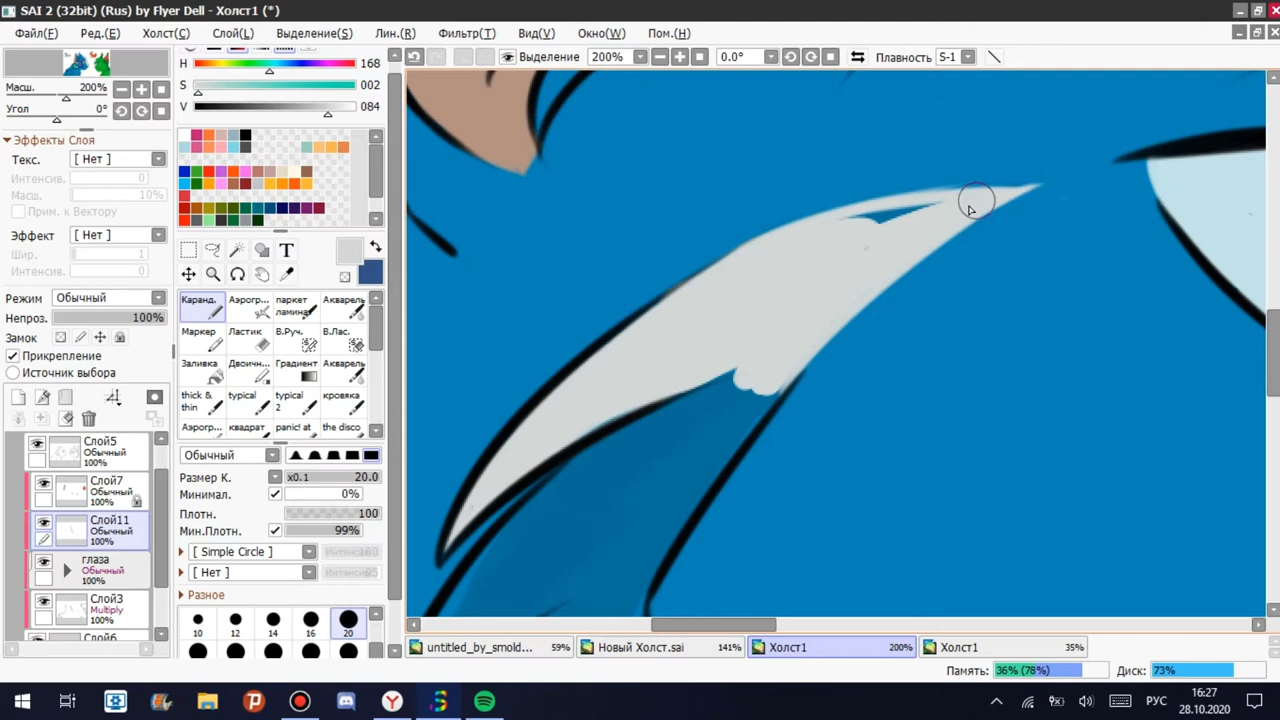 SAI 2 (32bit) (Rus) by Flyer Dell - Холст1 (*)
Файл(F) Ред.(E) Холст(C) Слой(L) Выделение(S) Лин.(R) Фильтр(T) Вид(V) Окно(W) Пом.(H)
Выделение 200% 0.0° Плавность S-1
H 168
S 002
V 084
Масш. 200%
Угол 0°
Эффекты Слоя
Текс. [ Нет ]
Интенсив. 0
Масш. 10%
Прим. к Вектору
Эффект [ Нет ]
Шир. 1
Интенсив. 0
Режим Обычный
Непроз. 100%
Замок
Прикрепление
Источник выбора
Слой5
Обычный
100%
Слой7
Обычный
100%
Слой11
Обычный
100%
глаза
Обычный
100%
Слой3
Multiply
100%
Слой6
T
Каранд. Аэрогр... паркет ламина Акварель
Маркер Ластик В.Руч. В.Лас.
Заливка Двоичн... Градиент Акварель
thick & thin typical typical 2 кровяка
Аэрогр... квадрат panic! at the disco
Обычный
Размер К. x0.1 20.0
Минимал. 0%
Плотн. 100
Мин.Плотн. 99%
[ Simple Circle ]
[ Нет ]
Разное
10 12 14 16 20
untitled_by_smold... 59% Новый Холст.sai 141% Холст1 200% Холст1 35%
Память: 36% (78%) Диск: 73%
РУС 16:27
28.10.2020